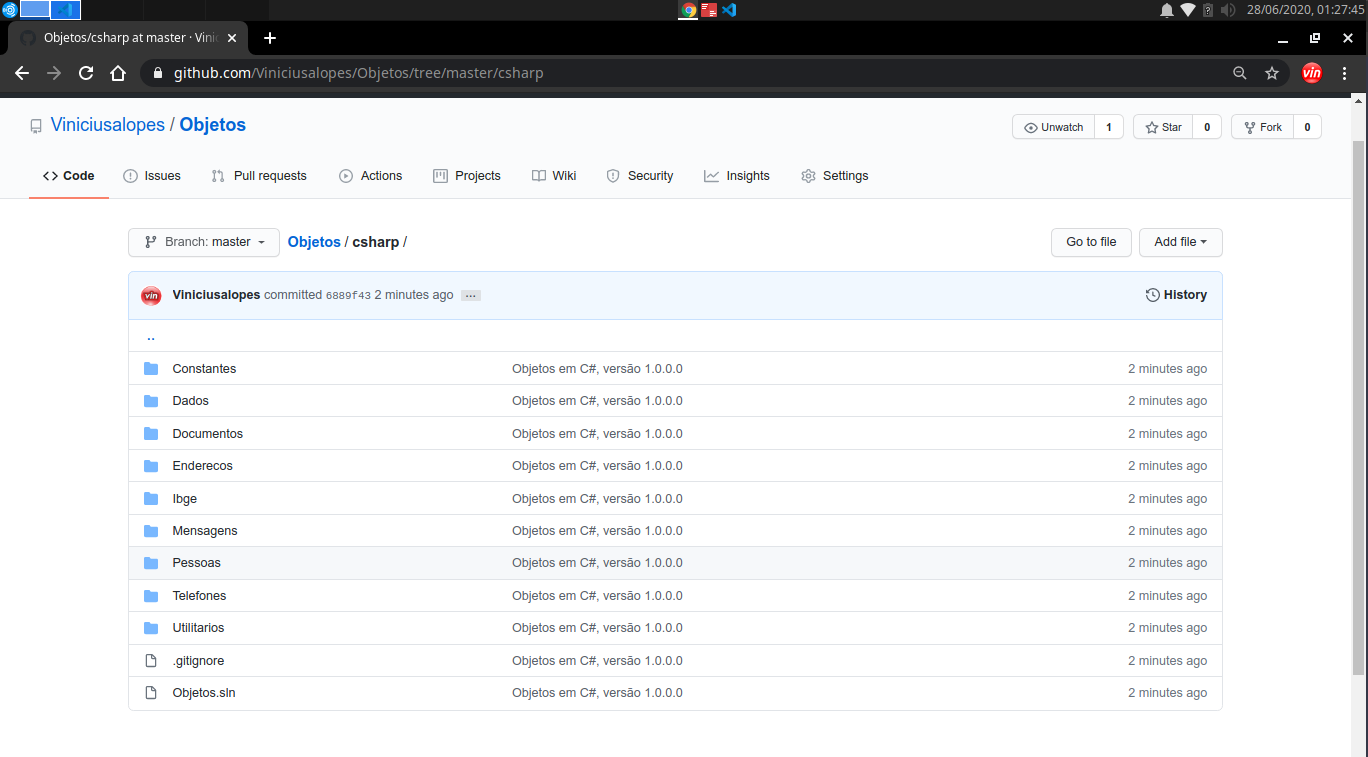 28/06/2020, 01:27:45
Objetos/csharp at master · Vini
github.com/Viniciusalopes/Objetos/tree/master/csharp
vin
Viniciusalopes / Objetos
Unwatch 1
Star 0
Fork 0
Code Issues Pull requests Actions Projects Wiki Security Insights Settings
Branch: master
Objetos / csharp /
Go to file
Add file
vin
Viniciusalopes committed 6889f43 2 minutes ago ...
History
..
Constantes Objetos em C#, versão 1.0.0.0 2 minutes ago
Dados Objetos em C#, versão 1.0.0.0 2 minutes ago
Documentos Objetos em C#, versão 1.0.0.0 2 minutes ago
Enderecos Objetos em C#, versão 1.0.0.0 2 minutes ago
Ibge Objetos em C#, versão 1.0.0.0 2 minutes ago
Mensagens Objetos em C#, versão 1.0.0.0 2 minutes ago
Pessoas Objetos em C#, versão 1.0.0.0 2 minutes ago
Telefones Objetos em C#, versão 1.0.0.0 2 minutes ago
Utilitarios Objetos em C#, versão 1.0.0.0 2 minutes ago
.gitignore Objetos em C#, versão 1.0.0.0 2 minutes ago
Objetos.sln Objetos em C#, versão 1.0.0.0 2 minutes ago